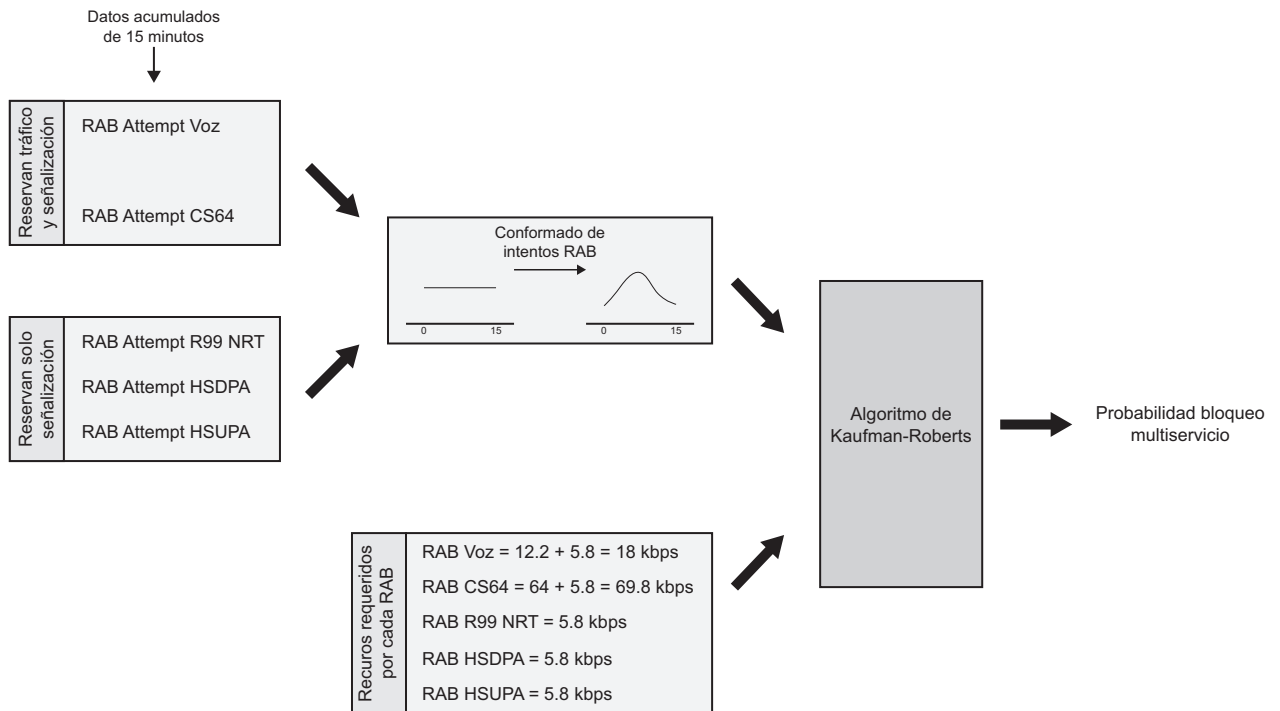 Datos acumulados
de 15 minutos
Reservan tráfico
y señalización
RAB Attempt Voz
RAB Attempt CS64
Reservan solo
señalización
RAB Attempt R99 NRT
RAB Attempt HSDPA
RAB Attempt HSUPA
Conformado de
intentos RAB
0 15
0 15
Recuros requeridos
por cada RAB
RAB Voz = 12.2 + 5.8 = 18 kbps
RAB CS64 = 64 + 5.8 = 69.8 kbps
RAB R99 NRT = 5.8 kbps
RAB HSDPA = 5.8 kbps
RAB HSUPA = 5.8 kbps
Algoritmo de
Kaufman-Roberts
Probabilidad bloqueo
multiservicio